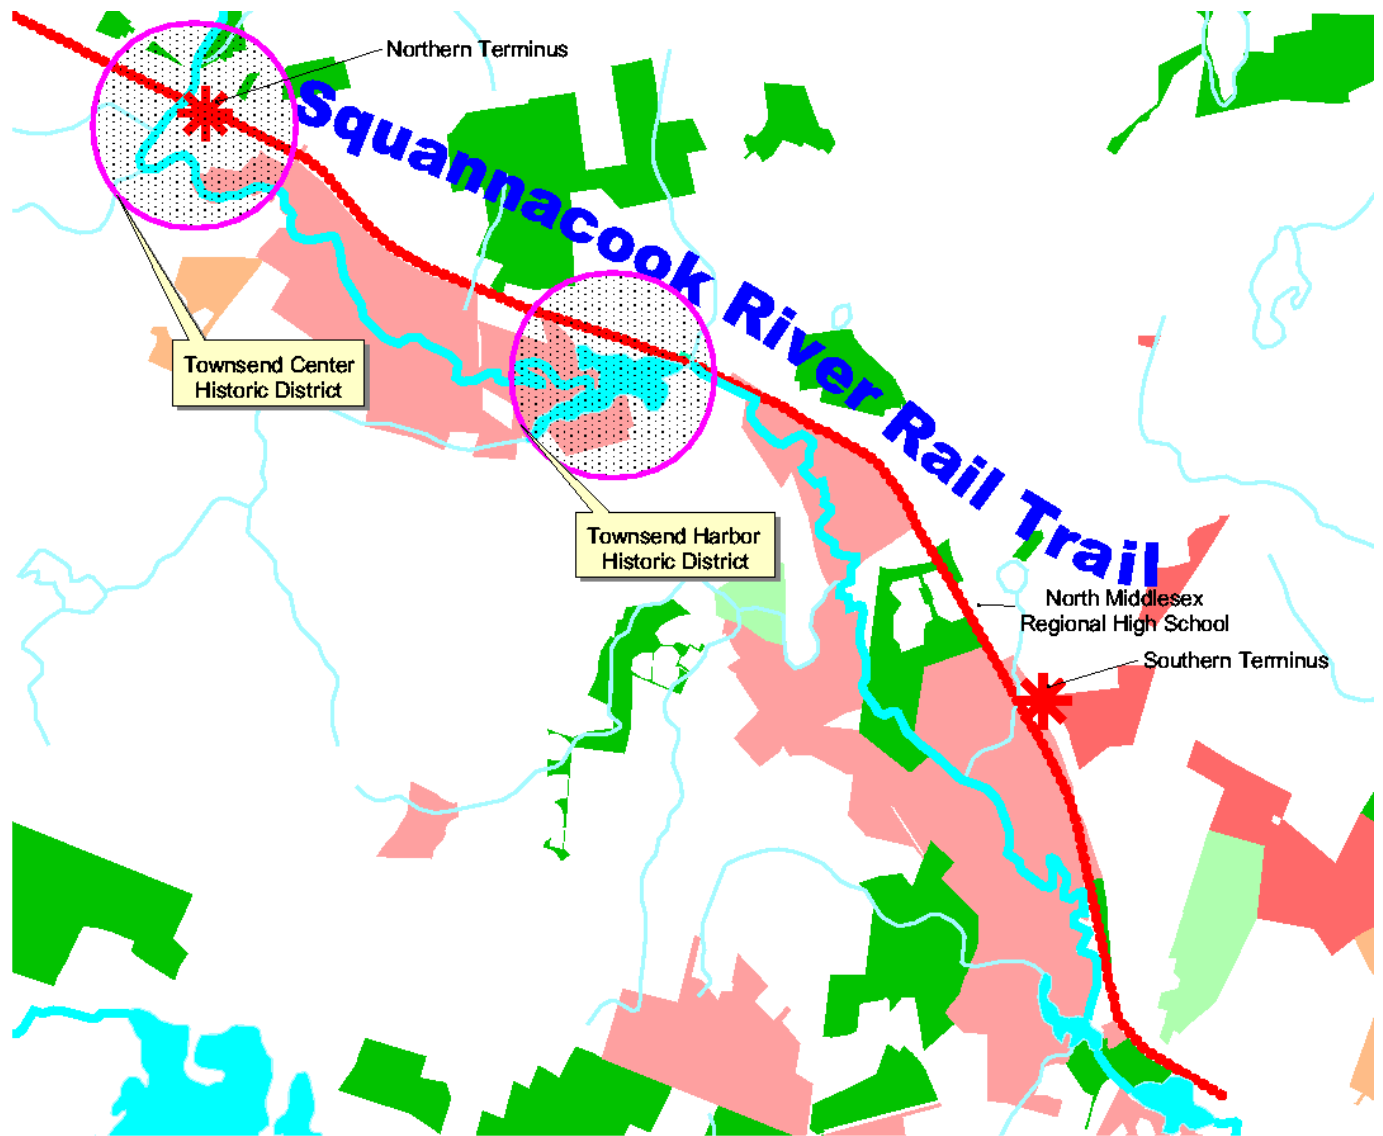 Northern Terminus
Squannacook River Rail Trail
Townsend Center
Historic District
Townsend Harbor
Historic District
North Middlesex
Regional High School
Southern Terminus